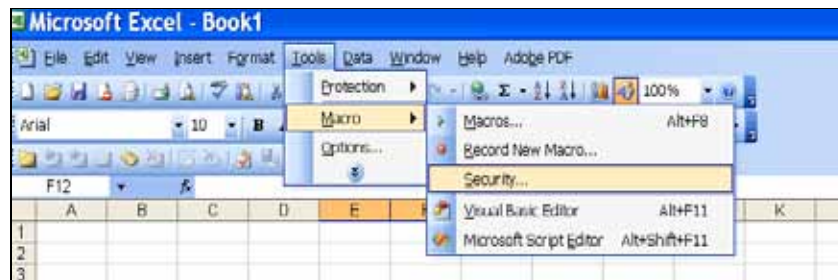 Microsoft Excel - Book1
File Edit View Insert Format Tools Data Window Help Adobe PDF
Protection
100%
Arial 10 B
Macro
Macros... Alt+F8
Options...
Record New Macro...
Security...
F12 fx
Visual Basic Editor Alt+F11
A B C D E K
Microsoft Script Editor Alt+Shift+F11
1
2
3